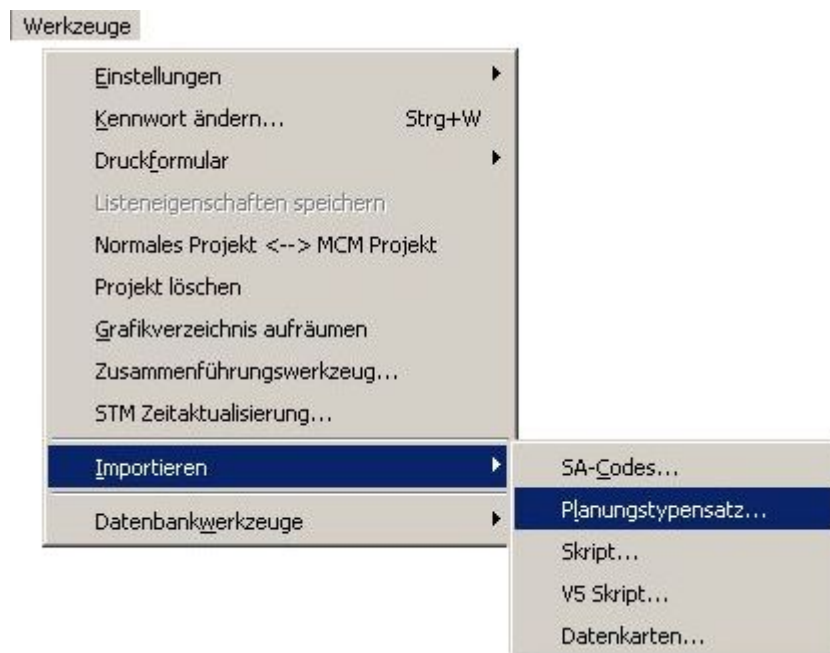 Werkzeuge
Einstellungen
Kennwort ändern... Strg+W
Druckformular
Listeneigenschaften speichern
Normales Projekt <--> MCM Projekt
Projekt löschen
Grafikverzeichnis aufräumen
Zusammenführungswerkzeug...
STM Zeitaktualisierung...
Importieren
Datenbankwerkzeuge
SA-Codes...
Planungstypensatz...
Skript...
V5 Skript...
Datenkarten...